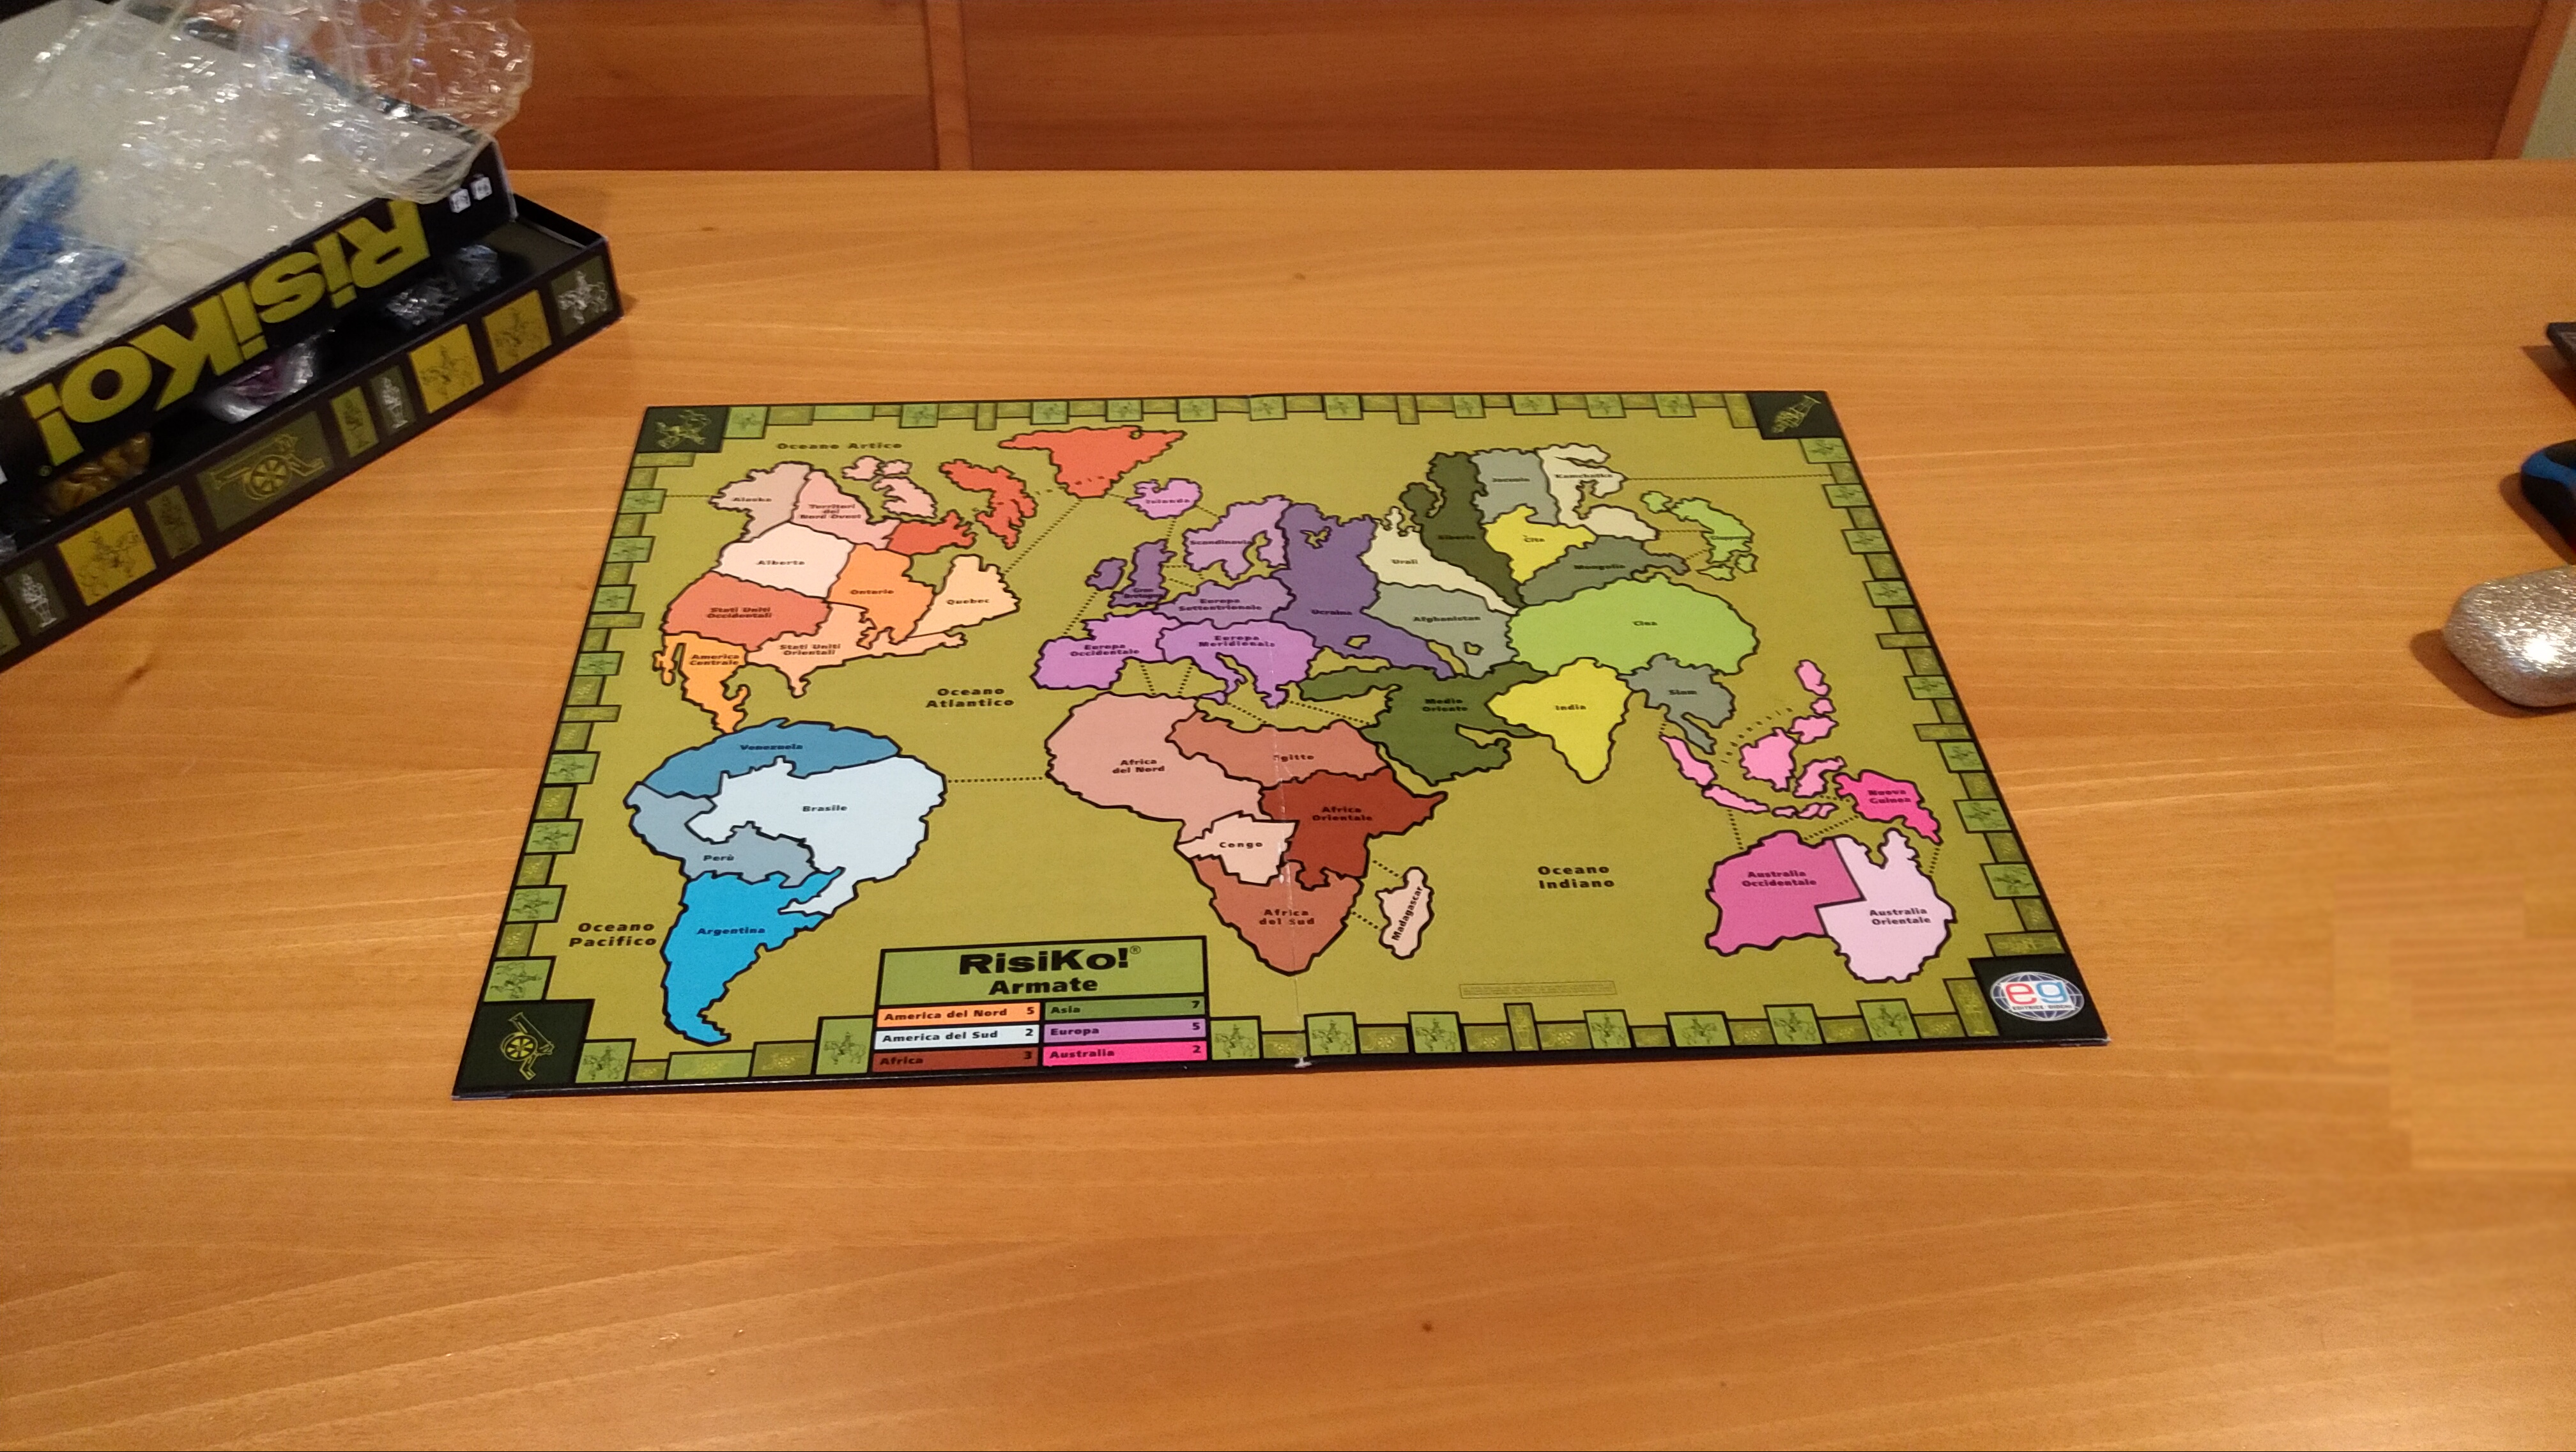 RisiKo!
Oceano Artico
Alaska
Territori
del
Nord Ovest
Islanda
Jacuzia
Kamchatka
Scandinavia
Siberia
Cita
Giappone
Alberta
Urali
Mongolia
Ontario
Quebec
Gran
Bretagna
Europa
Settentrionale
Ucraina
Afghanistan
Cina
Stati Uniti
Occidentali
Stati Uniti
Orientali
Europa
Occidentale
Europa
Meridionale
America
Centrale
Oceano
Atlantico
Medio
Oriente
India
Siam
Venezuela
Africa
del Nord
Egitto
Brasile
Africa
Orientale
Nuova
Guinea
Perù
Congo
Madagascar
Oceano
Indiano
Australia
Occidentale
Australia
Orientale
Argentina
Africa
del Sud
Oceano
Pacifico
RisiKo!®
Armate
America del Nord 5
America del Sud 2
Africa 3
Asia 7
Europa 5
Australia 2
eg
EDITRICE GIOCHI